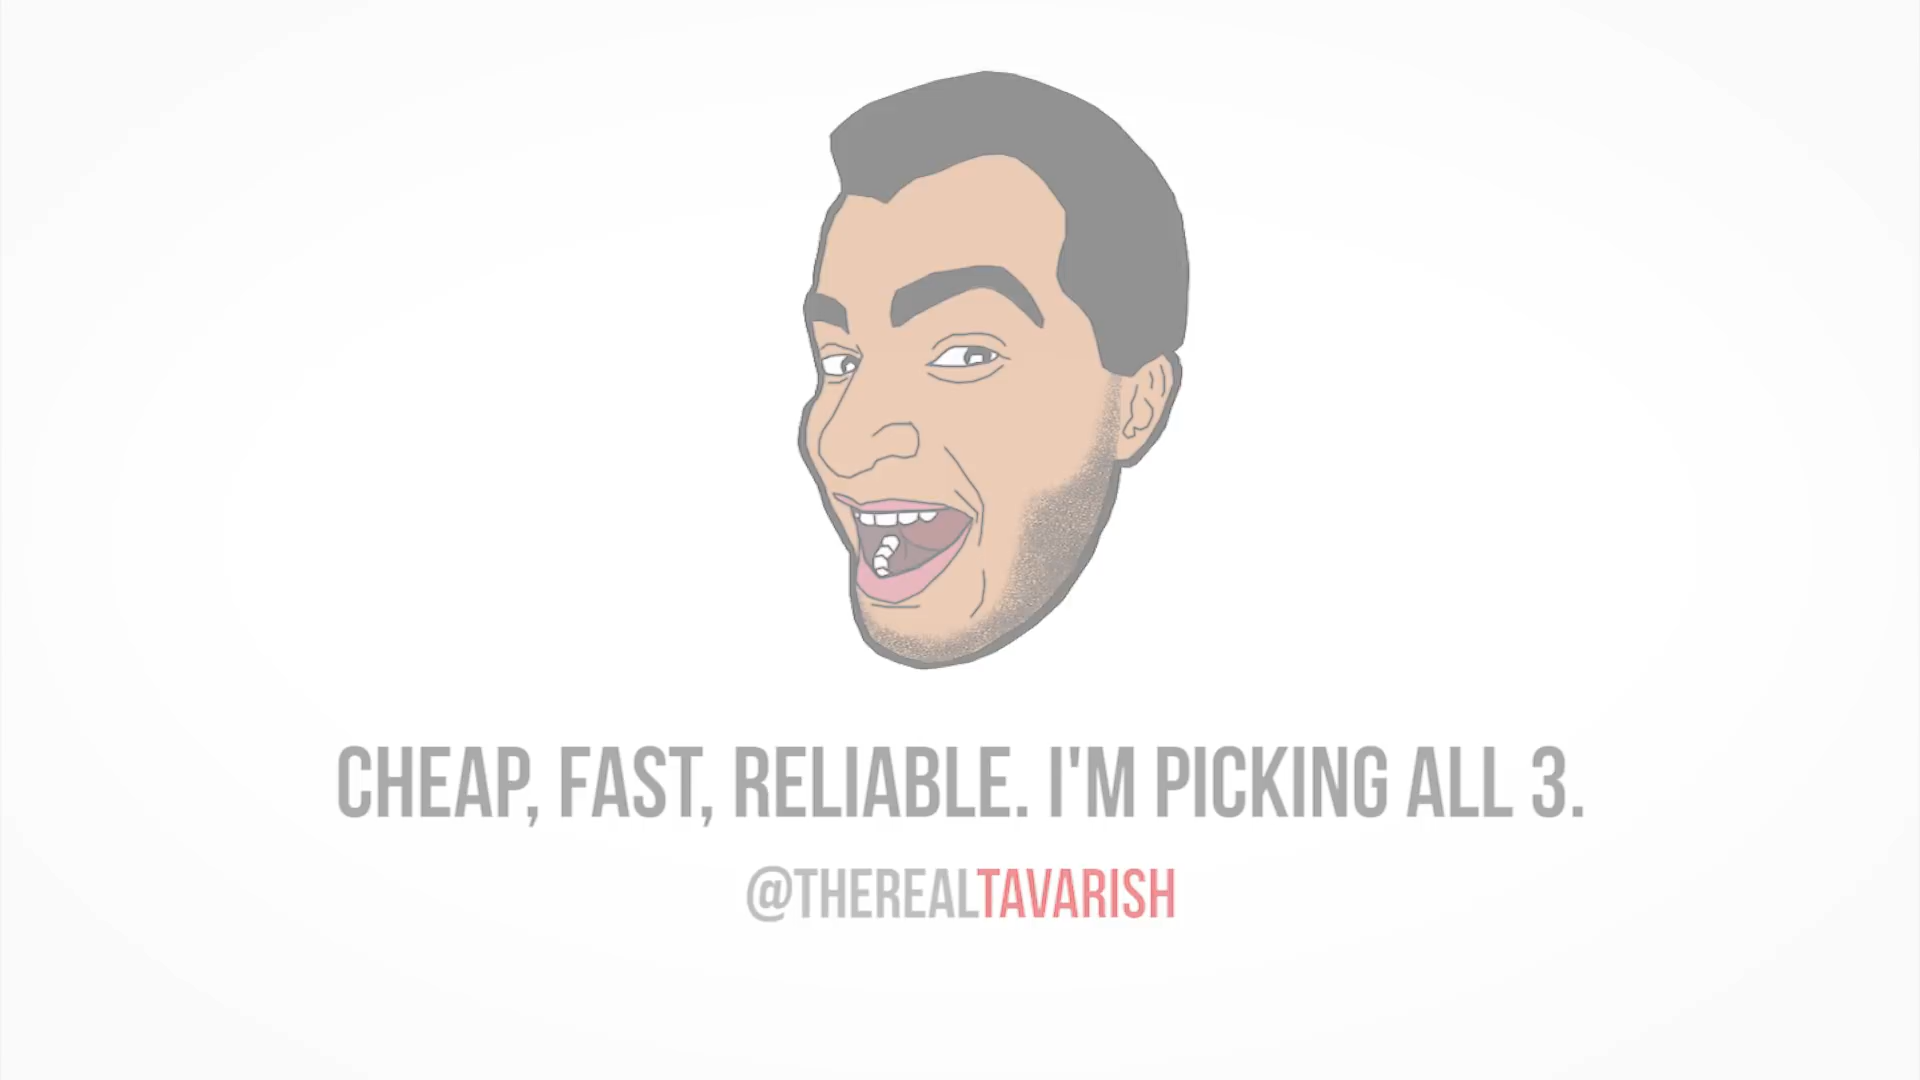 CHEAP, FAST, RELIABLE. I'M PICKING ALL 3.
@THEREALTAVARISH